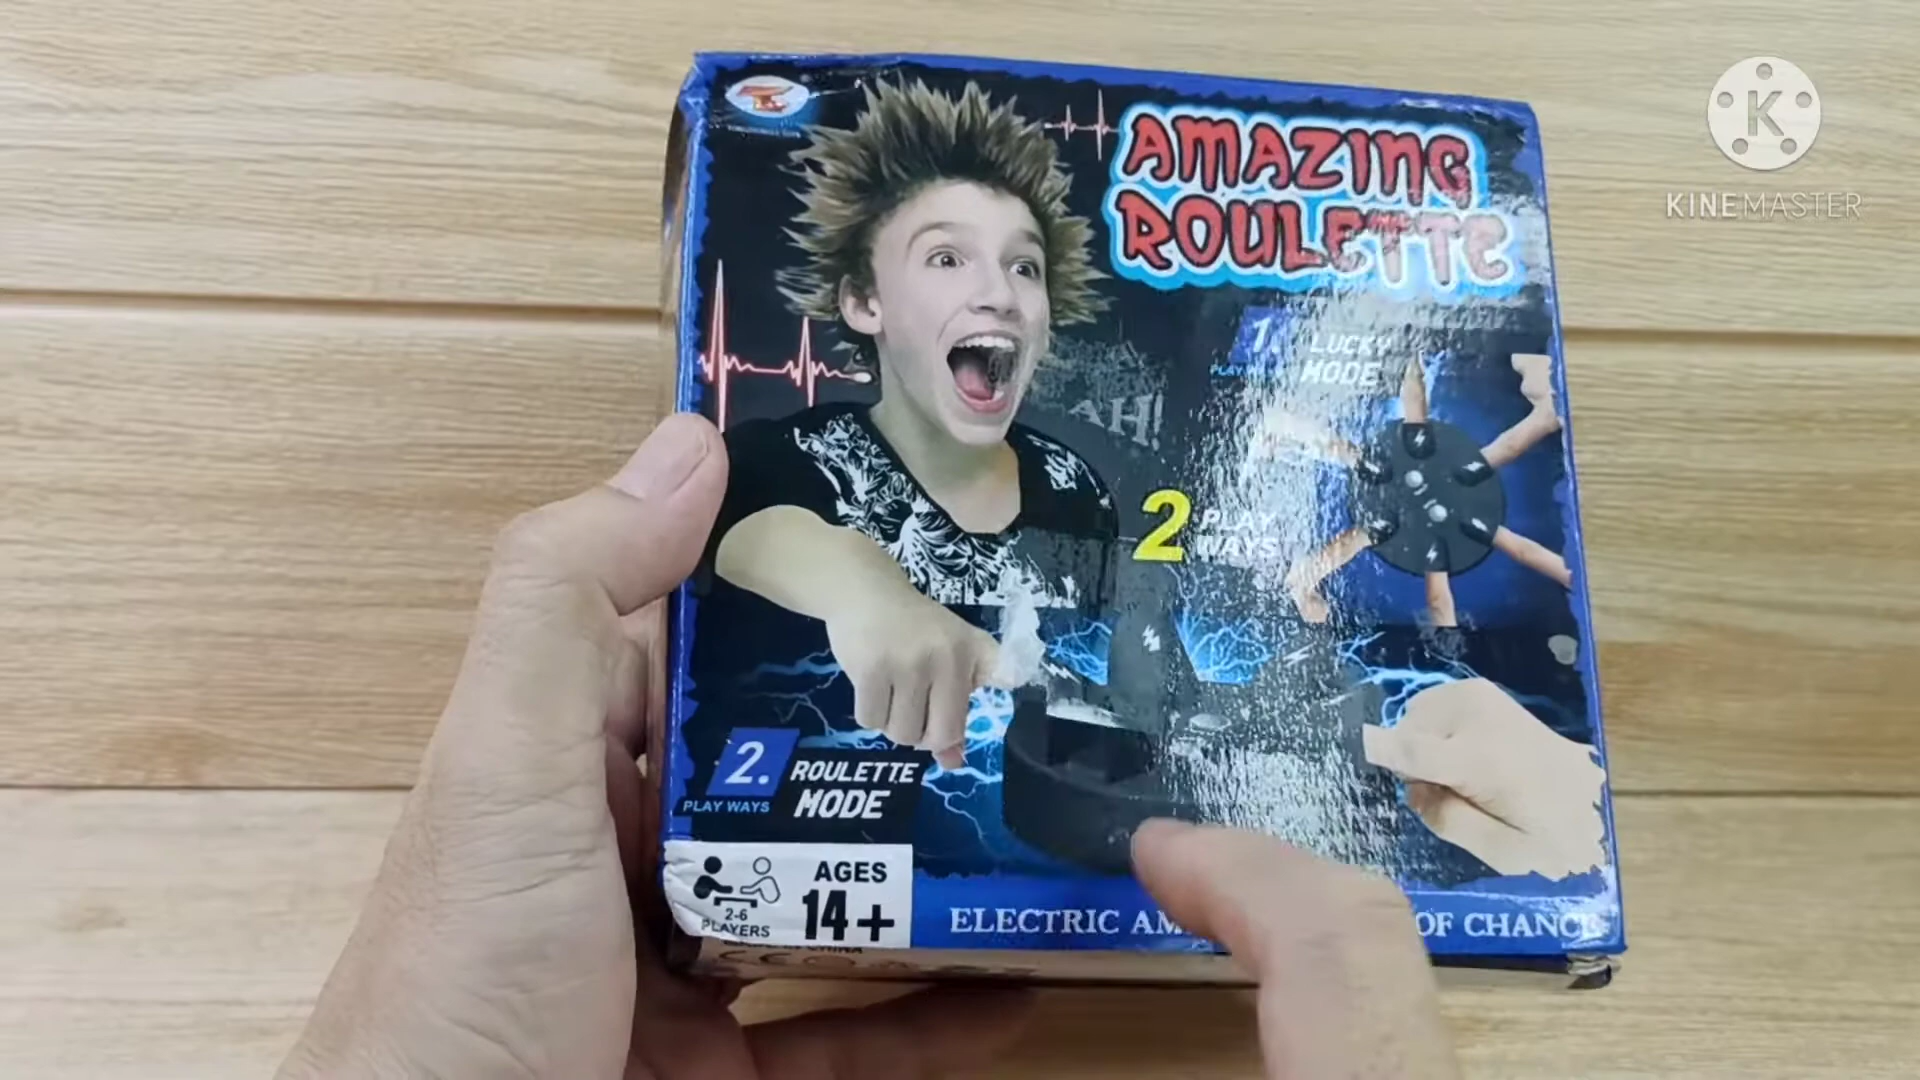 AMAZING
ROULETTE
1.
LUCKY
MODE
AH!
2 PLAY
WAYS
2.
PLAY WAYS
ROULETTE
MODE
2-6
PLAYERS
AGES
14+
ELECTRIC
OF CHANCE
KINEMASTER